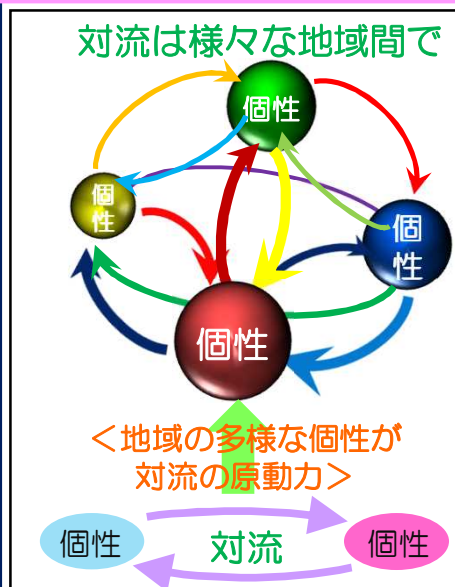 対流は様々な地域間で
個性
個
性
個
性
個性
＜地域の多様な個性が
対流の原動力＞
個性
対流
個性